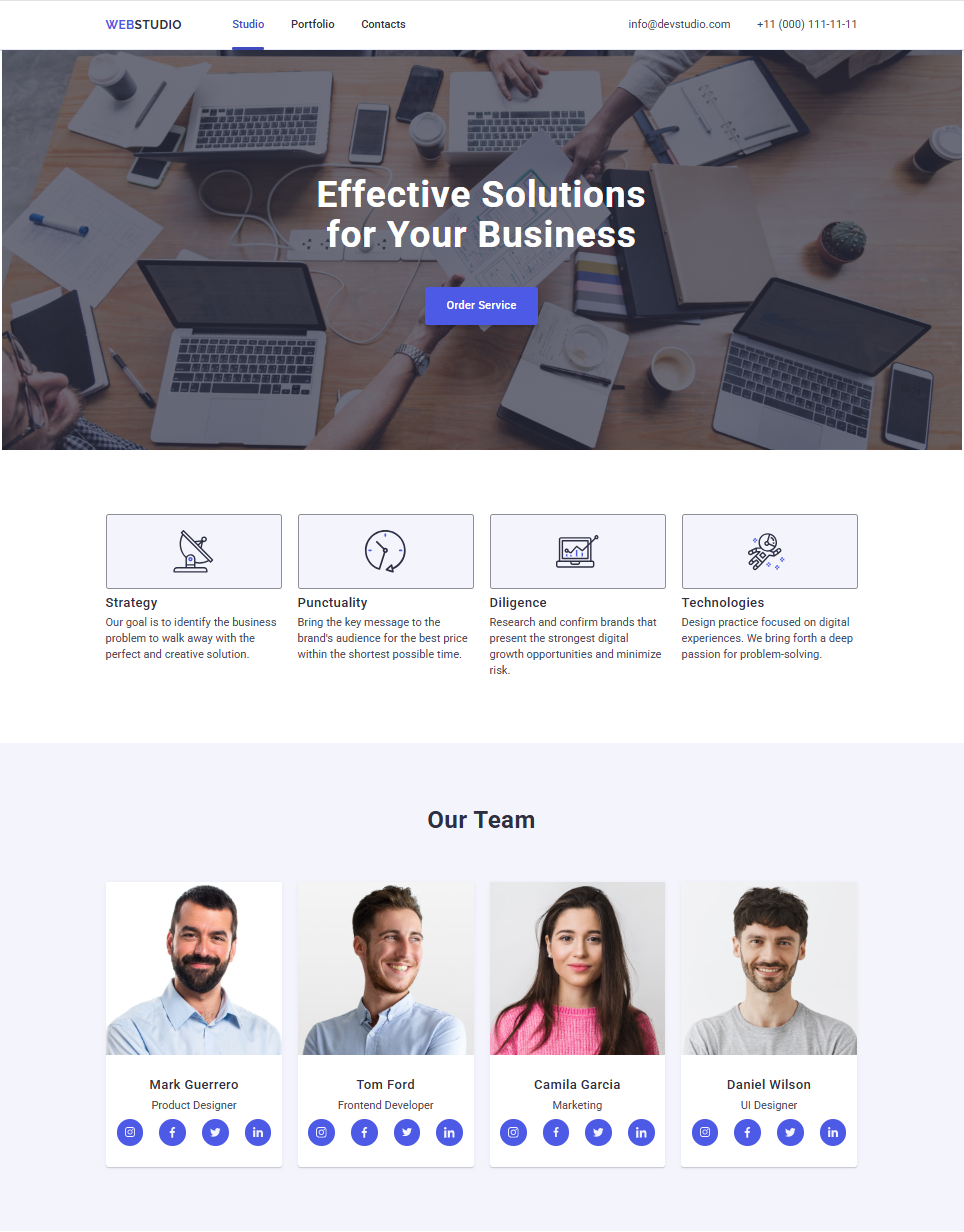 WEBSTUDIO Studio Portfolio Contacts info@devstudio.com +11 (000) 111-11-11
Effective Solutions
for Your Business
Order Service
Strategy
Our goal is to identify the business
problem to walk away with the
perfect and creative solution.
Punctuality
Bring the key message to the
brand's audience for the best price
within the shortest possible time.
Diligence
Research and confirm brands that
present the strongest digital
growth opportunities and minimize
risk.
Technologies
Design practice focused on digital
experiences. We bring forth a deep
passion for problem-solving.
Our Team
Mark Guerrero
Product Designer
Tom Ford
Frontend Developer
Camila Garcia
Marketing
Daniel Wilson
UI Designer